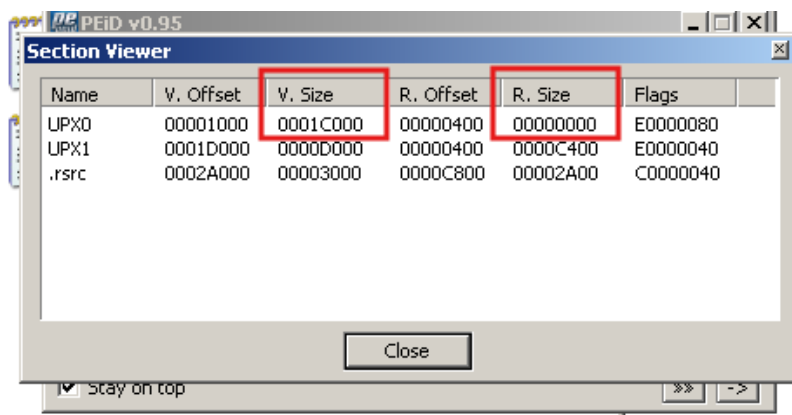 PEiD v0.95
Section Viewer
Name V. Offset V. Size R. Offset R. Size Flags
UPX0 00001000 0001C000 00000400 00000000 E0000080
UPX1 0001D000 0000D000 00000400 0000C400 E0000040
.rsrc 0002A000 00003000 0000C800 00002A00 C0000040
Close
Stay on top »» ->